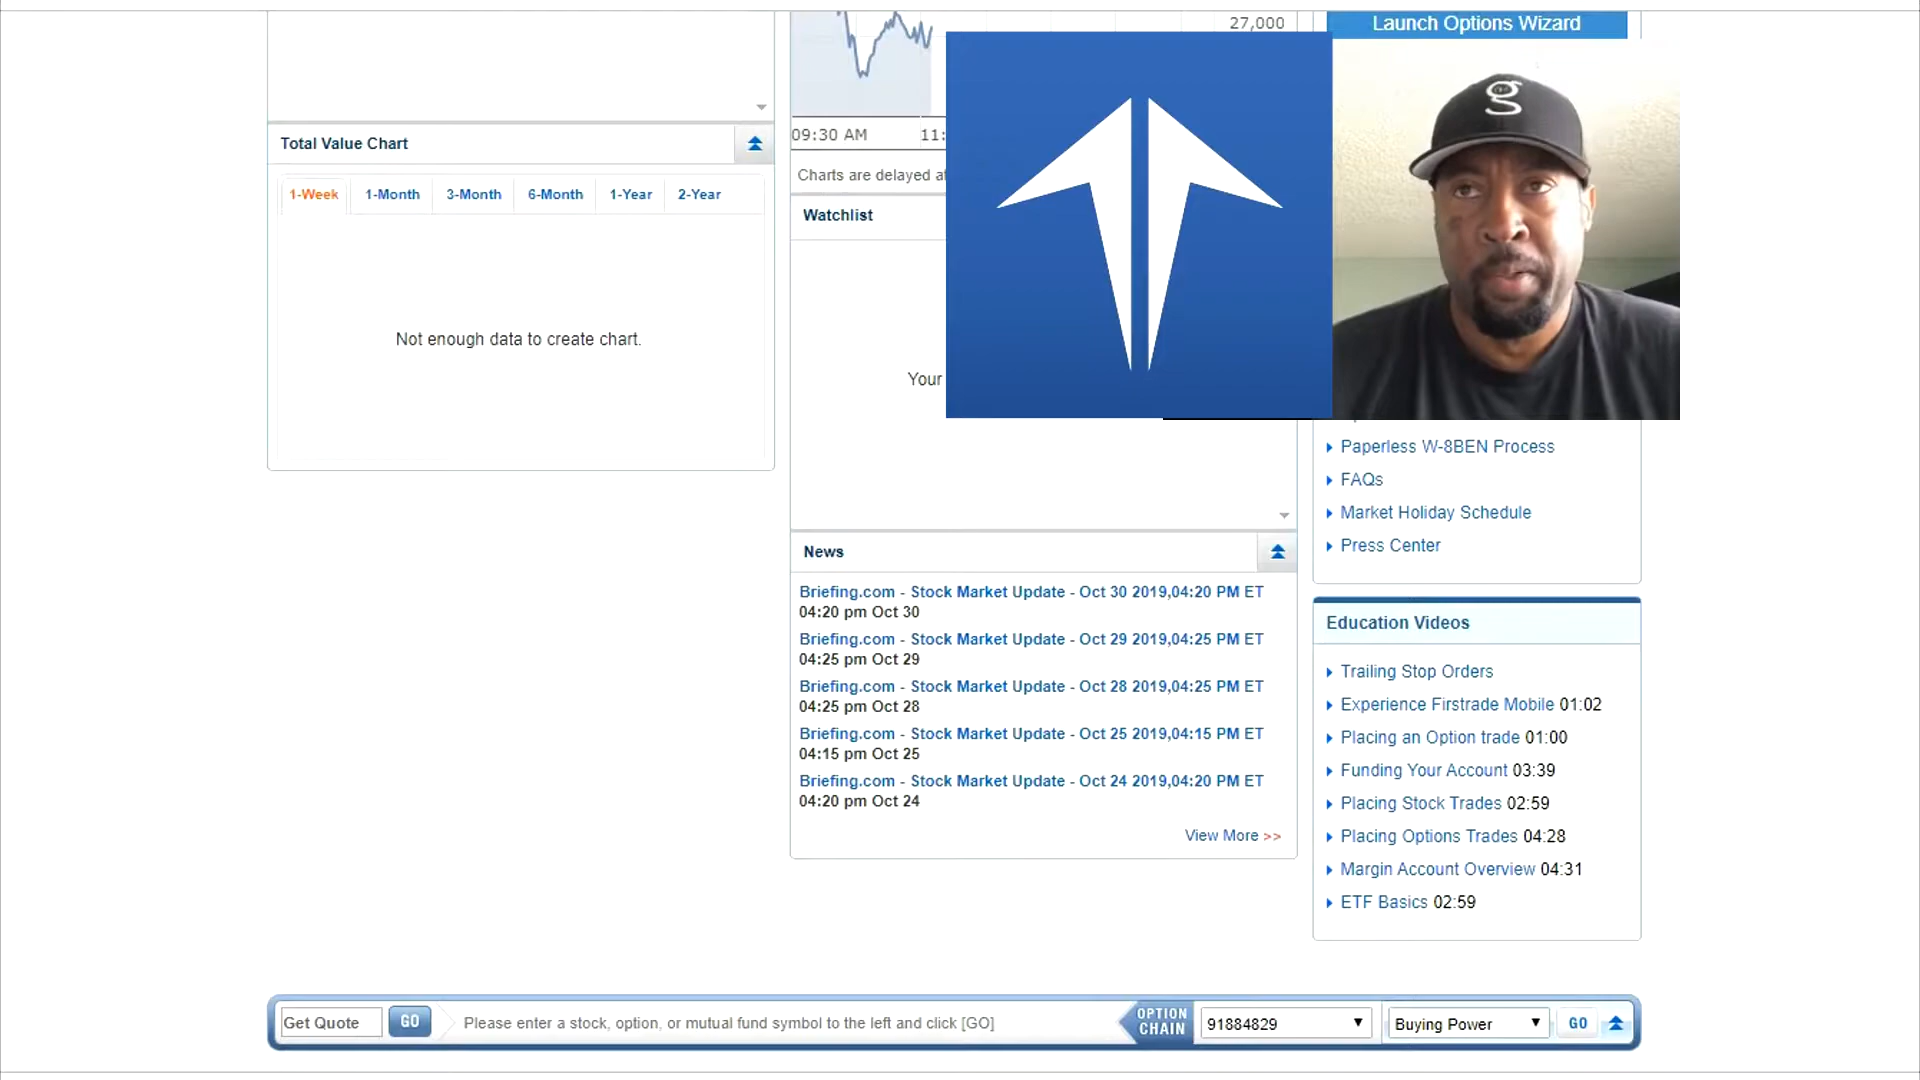 27,000
Launch Options Wizard
09:30 AM
11:
Charts are delayed
Total Value Chart
1-Week
1-Month
3-Month
6-Month
1-Year
2-Year
Not enough data to create chart.
Watchlist
Your
News
Briefing.com - Stock Market Update - Oct 30 2019,04:20 PM ET
04:20 pm Oct 30
Briefing.com - Stock Market Update - Oct 29 2019,04:25 PM ET
04:25 pm Oct 29
Briefing.com - Stock Market Update - Oct 28 2019,04:25 PM ET
04:25 pm Oct 28
Briefing.com - Stock Market Update - Oct 25 2019,04:15 PM ET
04:15 pm Oct 25
Briefing.com - Stock Market Update - Oct 24 2019,04:20 PM ET
04:20 pm Oct 24
View More >>
Paperless W-8BEN Process
FAQs
Market Holiday Schedule
Press Center
Education Videos
Trailing Stop Orders
Experience Firstrade Mobile 01:02
Placing an Option trade 01:00
Funding Your Account 03:39
Placing Stock Trades 02:59
Placing Options Trades 04:28
Margin Account Overview 04:31
ETF Basics 02:59
Get Quote
GO
Please enter a stock, option, or mutual fund symbol to the left and click [GO]
OPTION
CHAIN
91884829
Buying Power
GO